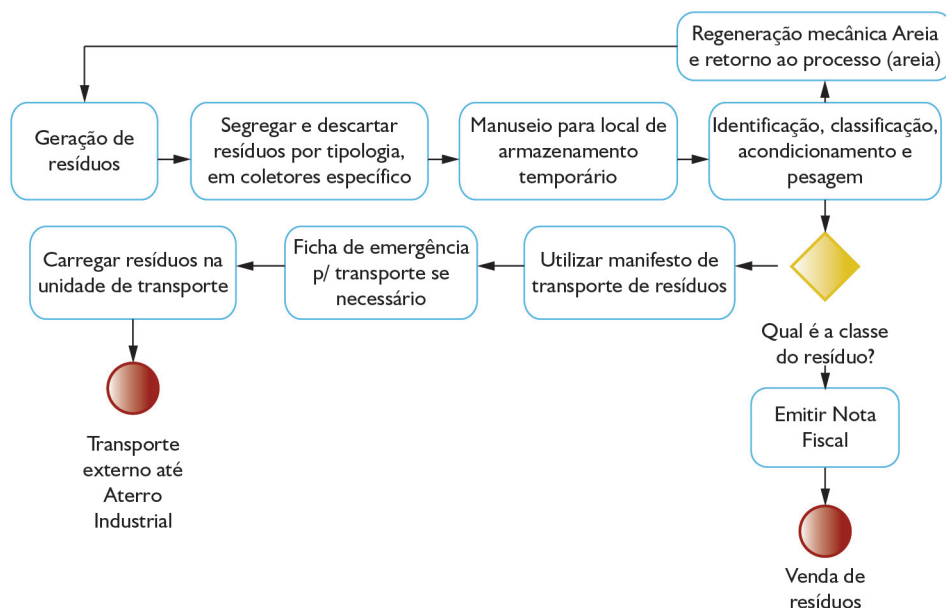 Regeneração mecânica Areia
e retorno ao processo (areia)
Geração de
resíduos
Segregar e descartar
resíduos por tipologia,
em coletores específico
Manuseio para local de
armazenamento
temporário
Identificação, classificação,
acondicionamento e
pesagem
Carregar resíduos na
unidade de transporte
Ficha de emergência
p/ transporte se
necessário
Utilizar manifesto de
transporte de resíduos
Qual é a classe
do resíduo?
Emitir Nota
Fiscal
Transporte
externo até
Aterro
Industrial
Venda de
resíduos